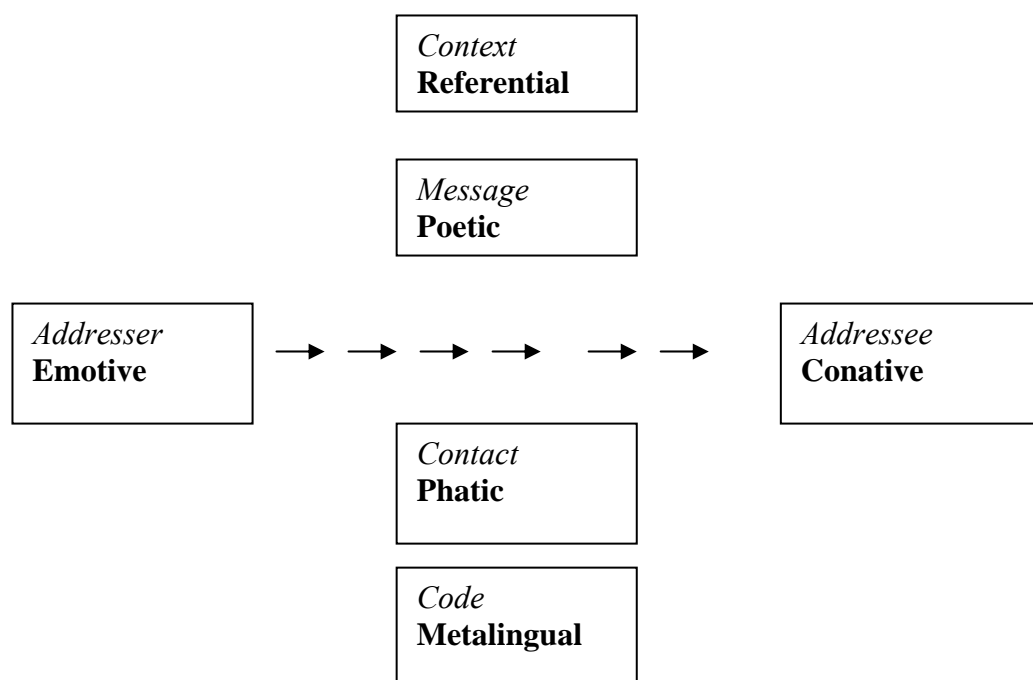 Context
Referential
Message
Poetic
Addresser
Emotive
Addressee
Conative
Contact
Phatic
Code
Metalingual